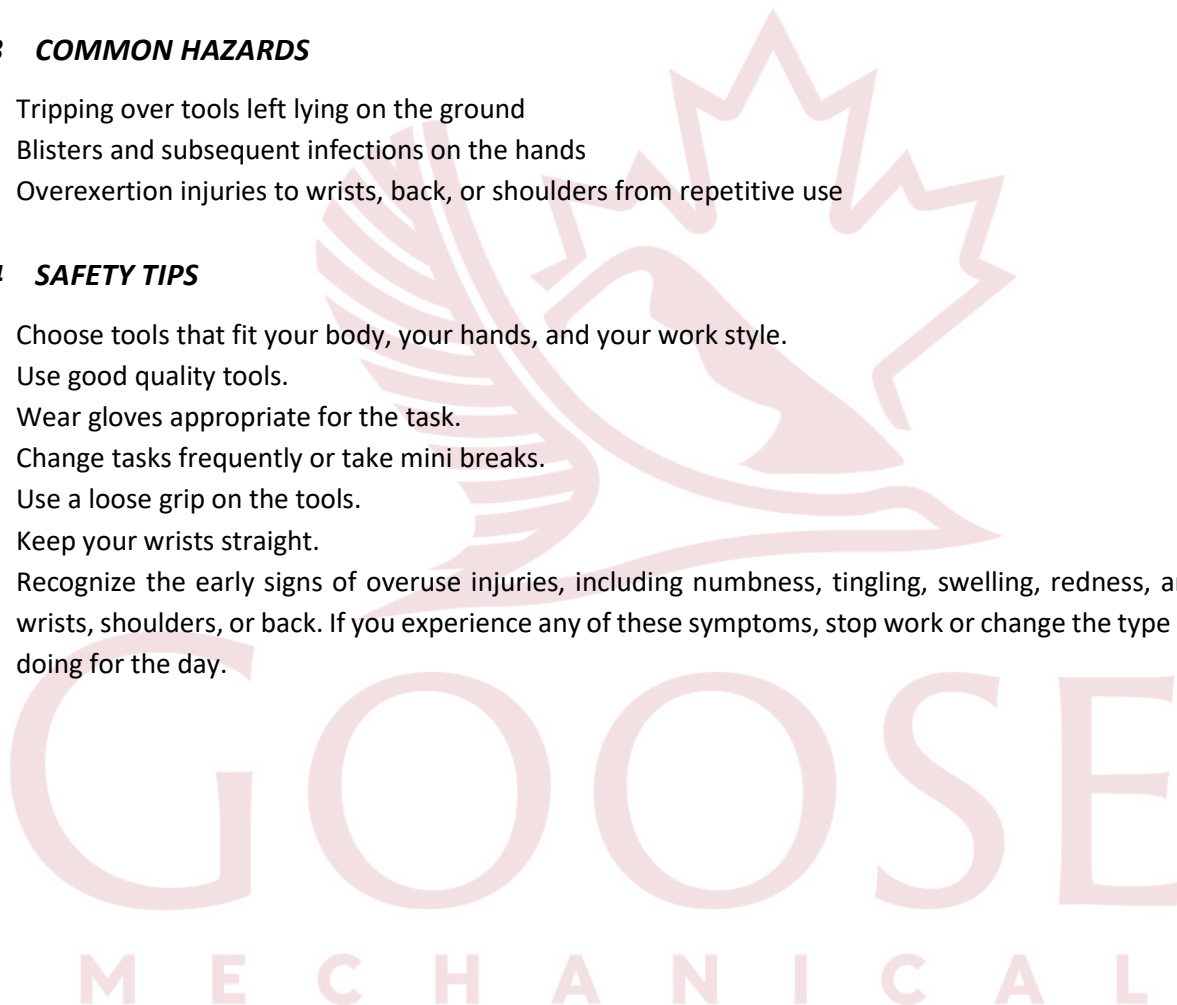 3 COMMON HAZARDS
Tripping over tools left lying on the ground
Blisters and subsequent infections on the hands
Overexertion injuries to wrists, back, or shoulders from repetitive use
4 SAFETY TIPS
Choose tools that fit your body, your hands, and your work style.
Use good quality tools.
Wear gloves appropriate for the task.
Change tasks frequently or take mini breaks.
Use a loose grip on the tools.
Keep your wrists straight.
Recognize the early signs of overuse injuries, including numbness, tingling, swelling, redness,
wrists, shoulders, or back. If you experience any of these symptoms, stop work or change the type
doing for the day.
GOOSE
MECHANICAL